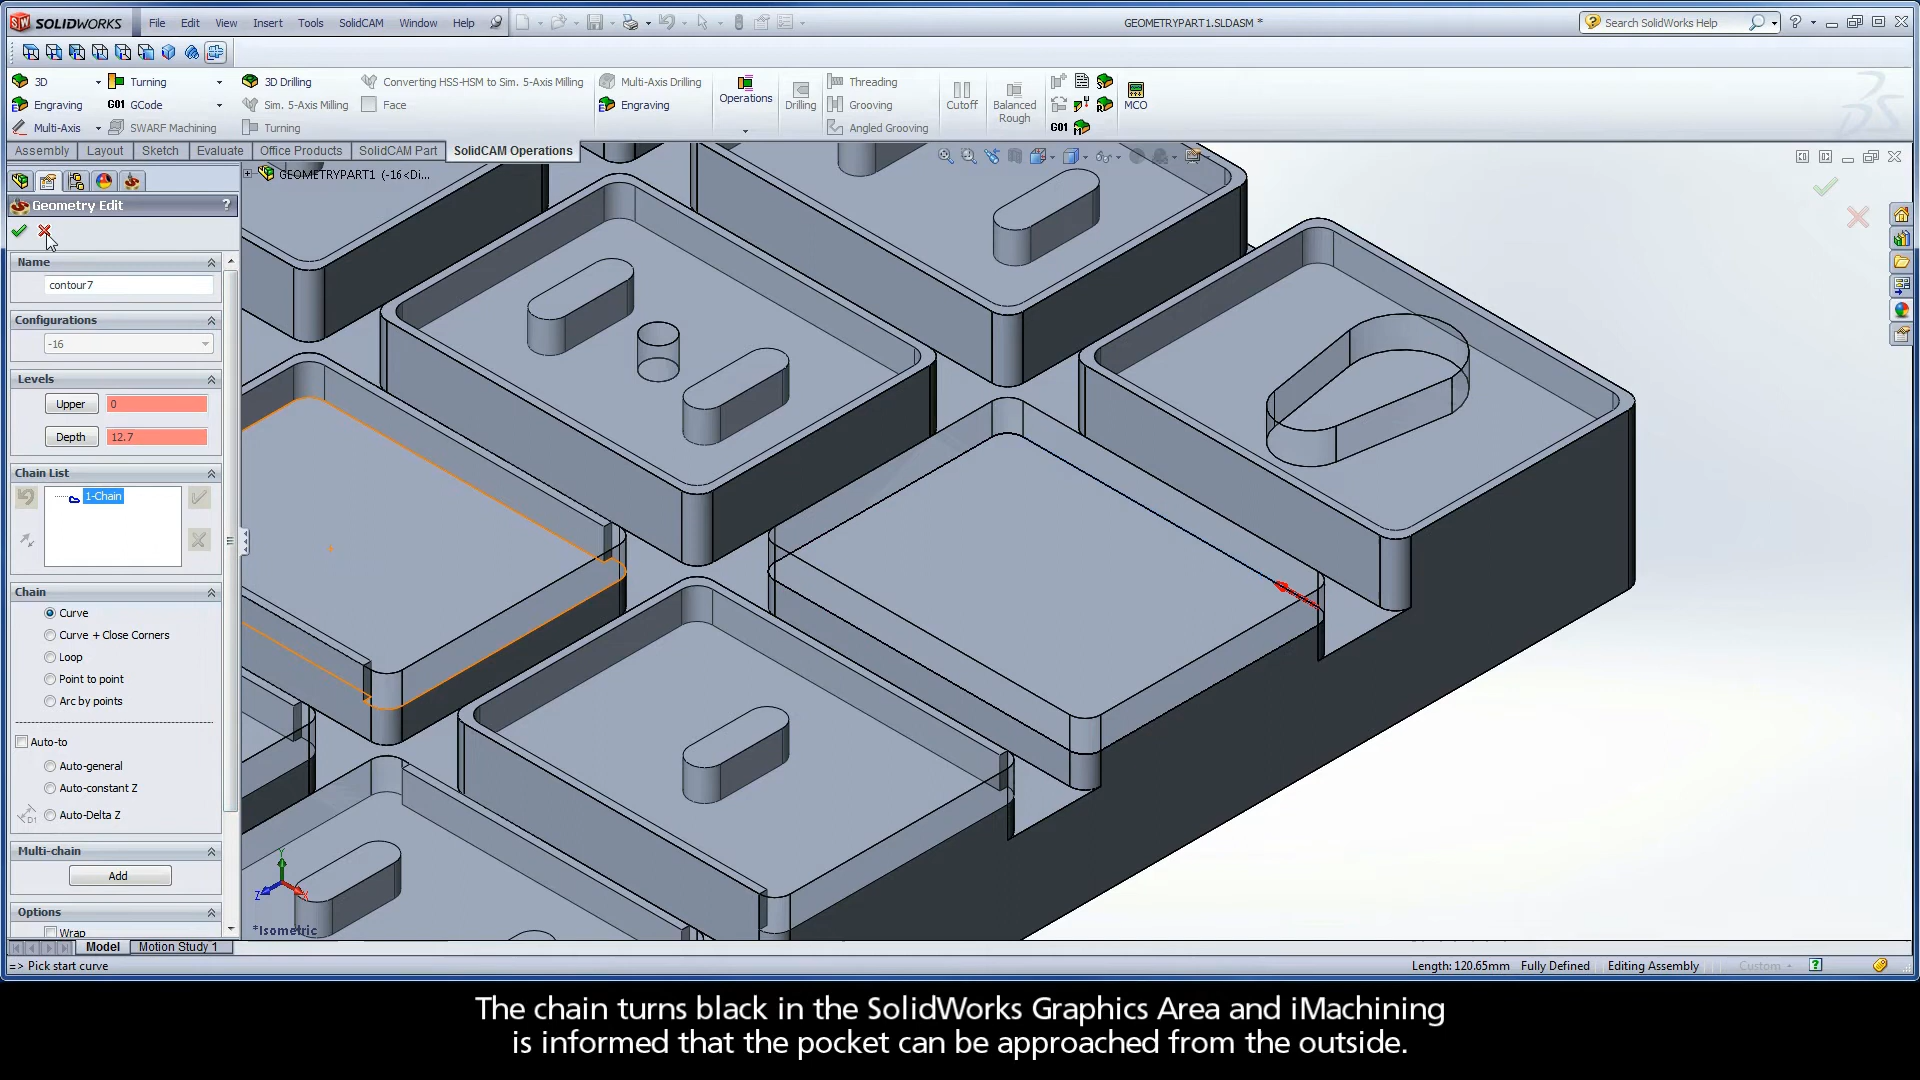 SOLIDWORKS File Edit View Insert Tools SolidCAM Window Help GEOMETRYPART1.SLDASM * Search SolidWorks Help
3D Turning 3D Drilling Converting HSS-HSM to Sim. 5-Axis Milling Multi-Axis Drilling Operations Drilling Threading Cutoff Balanced Rough MCO
Engraving G01 GCode Sim. 5-Axis Milling Face Engraving Grooving
Multi-Axis SWARF Machining Turning Angled Grooving G01
Assembly Layout Sketch Evaluate Office Products SolidCAM Part SolidCAM Operations
GEOMETRYPART1 (-16<Di...
Geometry Edit ?
Name
contour7
Configurations
-16
Levels
Upper 0
Depth 12.7
Chain List
1-Chain
Chain
Curve
Curve + Close Corners
Loop
Point to point
Arc by points
Auto-to
Auto-general
Auto-constant Z
D1 Auto-Delta Z
Multi-chain
Add
Options
Wrap
Y
Z X
*Isometric
Model Motion Study 1
=> Pick start curve Length: 120.65mm Fully Defined Editing Assembly Custom
The chain turns black in the SolidWorks Graphics Area and iMachining
is informed that the pocket can be approached from the outside.